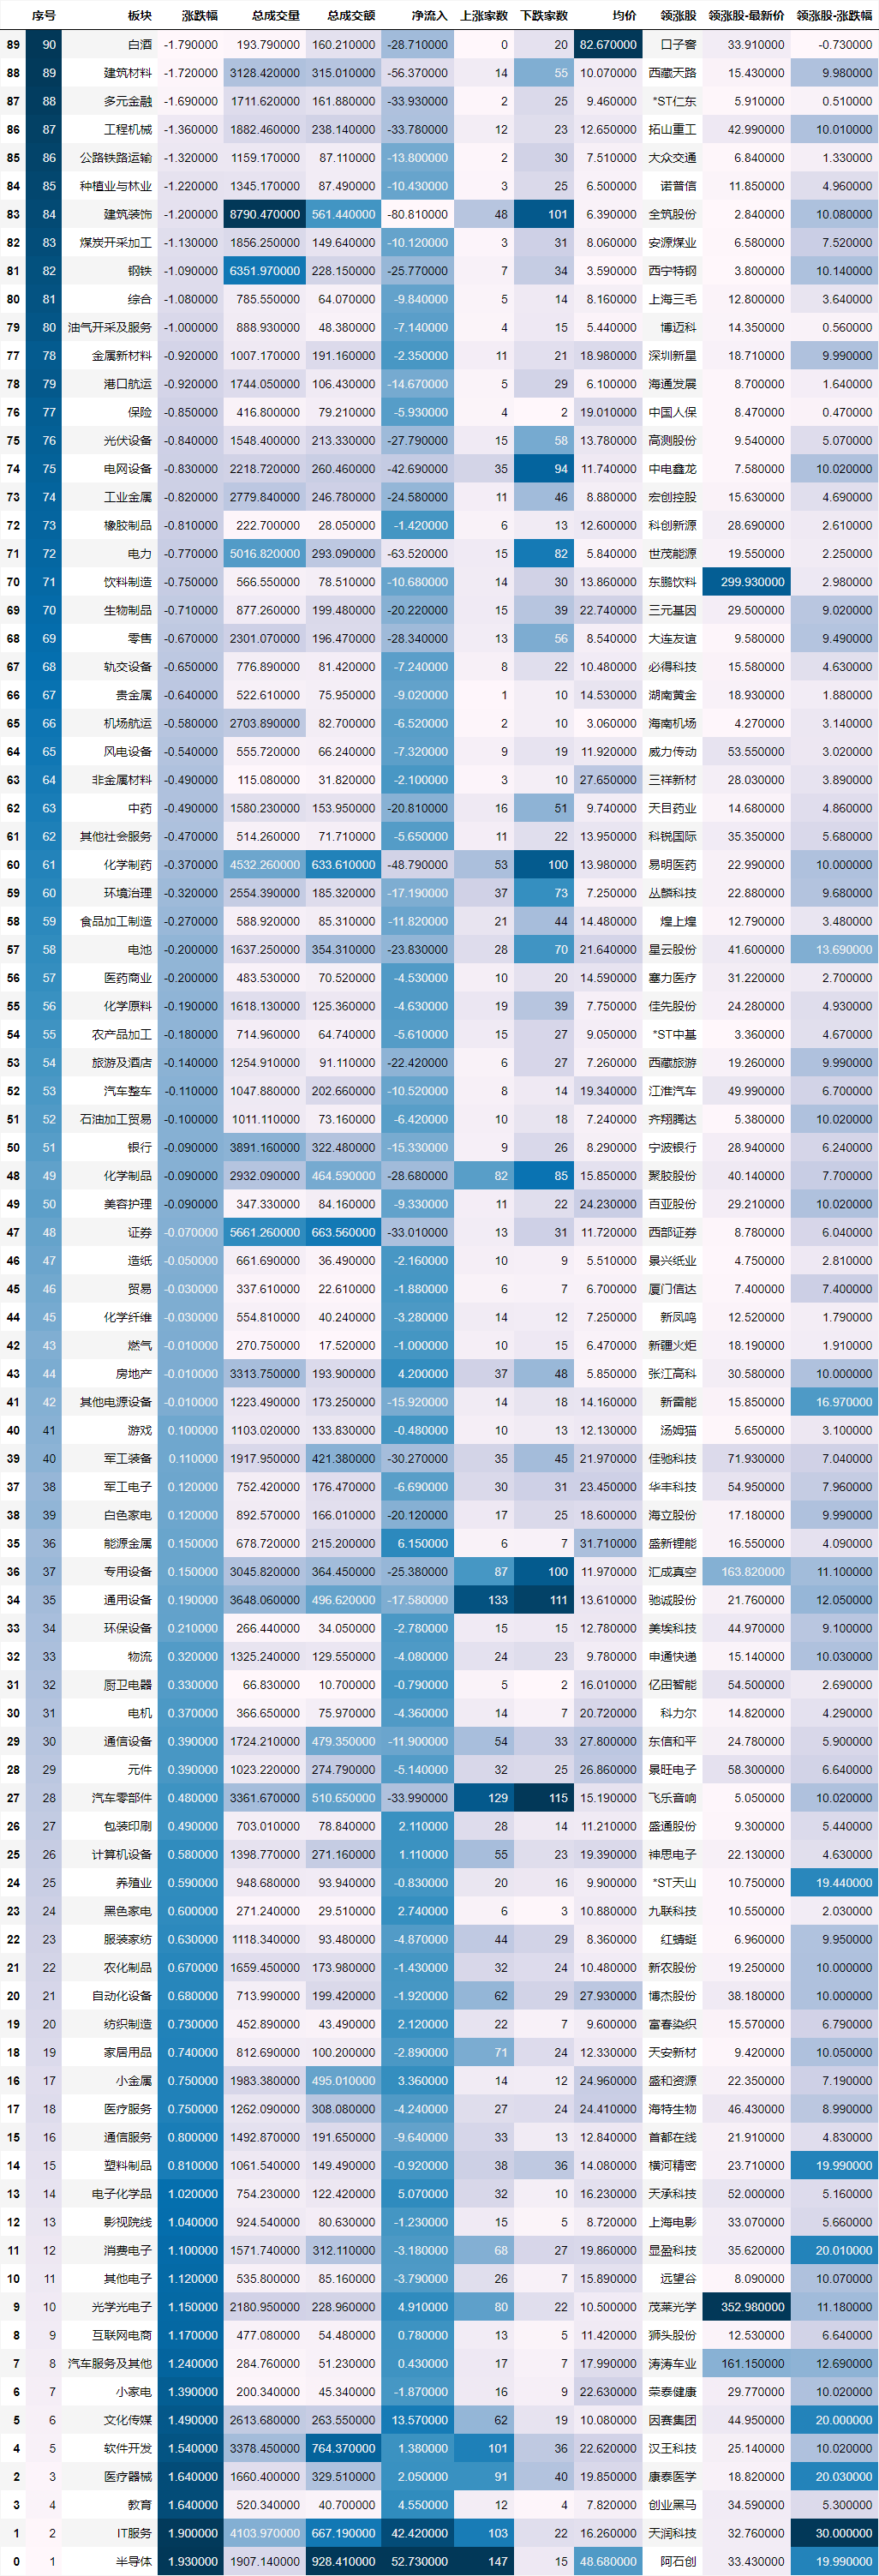 序号 板块 涨跌幅 总成交量 总成交额 净流入 上涨家数 下跌家数 均价 领涨股 领涨股-最新价 领涨股-涨跌幅
89 90 白酒 -1.790000 193.790000 160.210000 -28.710000 0 20 82.670000 口子窖 33.910000 -0.730000
88 89 建筑材料 -1.720000 3128.420000 315.010000 -56.370000 14 55 10.070000 西藏天路 15.430000 9.980000
87 88 多元金融 -1.690000 1711.620000 161.880000 -33.930000 2 25 9.460000 *ST仁东 5.910000 0.510000
86 87 工程机械 -1.360000 1882.460000 238.140000 -33.780000 12 23 12.650000 拓山重工 42.990000 10.010000
85 86 公路铁路运输 -1.320000 1159.170000 87.110000 -13.800000 2 30 7.510000 大众交通 6.840000 1.330000
84 85 种植业与林业 -1.220000 1345.170000 87.490000 -10.430000 3 25 6.500000 诺普信 11.850000 4.960000
83 84 建筑装饰 -1.200000 8790.470000 561.440000 -80.810000 48 101 6.390000 全筑股份 2.840000 10.080000
82 83 煤炭开采加工 -1.130000 1856.250000 149.640000 -10.120000 3 31 8.060000 安源煤业 6.580000 7.520000
81 82 钢铁 -1.090000 6351.970000 228.150000 -25.770000 7 34 3.590000 西宁特钢 3.800000 10.140000
80 81 综合 -1.080000 785.550000 64.070000 -9.840000 5 14 8.160000 上海三毛 12.800000 3.640000
79 80 油气开采及服务 -1.000000 888.930000 48.380000 -7.140000 4 15 5.440000 博迈科 14.350000 0.560000
77 78 金属新材料 -0.920000 1007.170000 191.160000 -2.350000 11 21 18.980000 深圳新星 18.710000 9.990000
78 79 港口航运 -0.920000 1744.050000 106.430000 -14.670000 5 29 6.100000 海通发展 8.700000 1.640000
76 77 保险 -0.850000 416.800000 79.210000 -5.930000 4 2 19.010000 中国人保 8.470000 0.470000
75 76 光伏设备 -0.840000 1548.400000 213.330000 -27.790000 15 58 13.780000 高测股份 9.540000 5.070000
74 75 电网设备 -0.830000 2218.720000 260.460000 -42.690000 35 94 11.740000 中电鑫龙 7.580000 10.020000
73 74 工业金属 -0.820000 2779.840000 246.780000 -24.580000 11 46 8.880000 宏创控股 15.630000 4.690000
72 73 橡胶制品 -0.810000 222.700000 28.050000 -1.420000 6 13 12.600000 科创新源 28.690000 2.610000
71 72 电力 -0.770000 5016.820000 293.090000 -63.520000 15 82 5.840000 世茂能源 19.550000 2.250000
70 71 饮料制造 -0.750000 566.550000 78.510000 -10.680000 14 30 13.860000 东鹏饮料 299.930000 2.980000
69 70 生物制品 -0.710000 877.260000 199.480000 -20.220000 15 39 22.740000 三元基因 29.500000 9.020000
68 69 零售 -0.670000 2301.070000 196.470000 -28.340000 13 56 8.540000 大连友谊 9.580000 9.490000
67 68 轨交设备 -0.650000 776.890000 81.420000 -7.240000 8 22 10.480000 必得科技 15.580000 4.630000
66 67 贵金属 -0.640000 522.610000 75.950000 -9.020000 1 10 14.530000 湖南黄金 18.930000 1.880000
65 66 机场航运 -0.580000 2703.890000 82.700000 -6.520000 2 10 3.060000 海南机场 4.270000 3.140000
64 65 风电设备 -0.540000 555.720000 66.240000 -7.320000 9 19 11.920000 威力传动 53.550000 3.020000
63 64 非金属材料 -0.490000 115.080000 31.820000 -2.100000 3 10 27.650000 三祥新材 28.030000 3.890000
62 63 中药 -0.490000 1580.230000 153.950000 -20.810000 16 51 9.740000 天目药业 14.680000 4.860000
61 62 其他社会服务 -0.470000 514.260000 71.710000 -5.650000 11 22 13.950000 科锐国际 35.350000 5.680000
60 61 化学制药 -0.370000 4532.260000 633.610000 -48.790000 53 100 13.980000 易明医药 22.990000 10.000000
59 60 环境治理 -0.320000 2554.390000 185.320000 -17.190000 37 73 7.250000 丛麟科技 22.880000 9.680000
58 59 食品加工制造 -0.270000 588.920000 85.310000 -11.820000 21 44 14.480000 煌上煌 12.790000 3.480000
57 58 电池 -0.200000 1637.250000 354.310000 -23.830000 28 70 21.640000 星云股份 41.600000 13.690000
56 57 医药商业 -0.200000 483.530000 70.520000 -4.530000 10 20 14.590000 塞力医疗 31.220000 2.700000
55 56 化学原料 -0.190000 1618.130000 125.360000 -4.630000 19 39 7.750000 佳先股份 24.280000 4.930000
54 55 农产品加工 -0.180000 714.960000 64.740000 -5.610000 15 27 9.050000 *ST中基 3.360000 4.670000
53 54 旅游及酒店 -0.140000 1254.910000 91.110000 -22.420000 6 27 7.260000 西藏旅游 19.260000 9.990000
52 53 汽车整车 -0.110000 1047.880000 202.660000 -10.520000 8 14 19.340000 江淮汽车 49.990000 6.700000
51 52 石油加工贸易 -0.100000 1011.110000 73.160000 -6.420000 10 18 7.240000 齐翔腾达 5.380000 10.020000
50 51 银行 -0.090000 3891.160000 322.480000 -15.330000 9 26 8.290000 宁波银行 28.940000 6.240000
48 49 化学制品 -0.090000 2932.090000 464.590000 -28.680000 82 85 15.850000 聚胶股份 40.140000 7.700000
49 50 美容护理 -0.090000 347.330000 84.160000 -9.330000 11 22 24.230000 百亚股份 29.210000 10.020000
47 48 证券 -0.070000 5661.260000 663.560000 -33.010000 13 31 11.720000 西部证券 8.780000 6.040000
46 47 造纸 -0.050000 661.690000 36.490000 -2.160000 10 9 5.510000 景兴纸业 4.750000 2.810000
45 46 贸易 -0.030000 337.610000 22.610000 -1.880000 6 7 6.700000 厦门信达 7.400000 7.400000
44 45 化学纤维 -0.030000 554.810000 40.240000 -3.280000 14 12 7.250000 新凤鸣 12.520000 1.790000
42 43 燃气 -0.010000 270.750000 17.520000 -1.000000 10 15 6.470000 新疆火炬 18.190000 1.910000
43 44 房地产 -0.010000 3313.750000 193.900000 4.200000 37 48 5.850000 张江高科 30.580000 10.000000
41 42 其他电源设备 -0.010000 1223.490000 173.250000 -15.920000 14 18 14.160000 新雷能 15.850000 16.970000
40 41 游戏 0.100000 1103.020000 133.830000 -0.480000 10 13 12.130000 汤姆猫 5.650000 3.100000
39 40 军工装备 0.110000 1917.950000 421.380000 -30.270000 35 45 21.970000 佳驰科技 71.930000 7.040000
37 38 军工电子 0.120000 752.420000 176.470000 -6.690000 30 31 23.450000 华丰科技 54.950000 7.960000
38 39 白色家电 0.120000 892.570000 166.010000 -20.120000 17 25 18.600000 海立股份 17.180000 9.990000
35 36 能源金属 0.150000 678.720000 215.200000 6.150000 6 7 31.710000 盛新锂能 16.550000 4.090000
36 37 专用设备 0.150000 3045.820000 364.450000 -25.380000 87 100 11.970000 汇成真空 163.820000 11.100000
34 35 通用设备 0.190000 3648.060000 496.620000 -17.580000 133 111 13.610000 驰诚股份 21.760000 12.050000
33 34 环保设备 0.210000 266.440000 34.050000 -2.780000 15 15 12.780000 美埃科技 44.970000 9.100000
32 33 物流 0.320000 1325.240000 129.550000 -4.080000 24 23 9.780000 申通快递 15.140000 10.030000
31 32 厨卫电器 0.330000 66.830000 10.700000 -0.790000 5 2 16.010000 亿田智能 54.500000 2.690000
30 31 电机 0.370000 366.650000 75.970000 -4.360000 14 7 20.720000 科力尔 14.820000 4.290000
29 30 通信设备 0.390000 1724.210000 479.350000 -11.900000 54 33 27.800000 东信和平 24.780000 5.900000
28 29 元件 0.390000 1023.220000 274.790000 -5.140000 32 25 26.860000 景旺电子 58.300000 6.640000
27 28 汽车零部件 0.480000 3361.670000 510.650000 -33.990000 129 115 15.190000 飞乐音响 5.050000 10.020000
26 27 包装印刷 0.490000 703.010000 78.840000 2.110000 28 14 11.210000 盛通股份 9.300000 5.440000
25 26 计算机设备 0.580000 1398.770000 271.160000 1.110000 55 23 19.390000 神思电子 22.130000 4.630000
24 25 养殖业 0.590000 948.680000 93.940000 -0.830000 20 16 9.900000 *ST天山 10.750000 19.440000
23 24 黑色家电 0.600000 271.240000 29.510000 2.740000 6 3 10.880000 九联科技 10.550000 2.030000
22 23 服装家纺 0.630000 1118.340000 93.480000 -4.870000 44 29 8.360000 红蜻蜓 6.960000 9.950000
21 22 农化制品 0.670000 1659.450000 173.980000 -1.430000 32 24 10.480000 新农股份 19.250000 10.000000
20 21 自动化设备 0.680000 713.990000 199.420000 -1.920000 62 29 27.930000 博杰股份 38.180000 10.000000
19 20 纺织制造 0.730000 452.890000 43.490000 2.120000 22 7 9.600000 富春染织 15.570000 6.790000
18 19 家居用品 0.740000 812.690000 100.200000 -2.890000 71 24 12.330000 天安新材 9.420000 10.050000
16 17 小金属 0.750000 1983.380000 495.010000 3.360000 14 12 24.960000 盛和资源 22.350000 7.190000
17 18 医疗服务 0.750000 1262.090000 308.080000 -4.240000 27 24 24.410000 海特生物 46.430000 8.990000
15 16 通信服务 0.800000 1492.870000 191.650000 -9.640000 33 13 12.840000 首都在线 21.910000 4.830000
14 15 塑料制品 0.810000 1061.540000 149.490000 -0.920000 38 36 14.080000 横河精密 23.710000 19.990000
13 14 电子化学品 1.020000 754.230000 122.420000 5.070000 32 10 16.230000 天承科技 52.000000 5.160000
12 13 影视院线 1.040000 924.540000 80.630000 -1.230000 15 5 8.720000 上海电影 33.070000 5.660000
11 12 消费电子 1.100000 1571.740000 312.110000 -3.180000 68 27 19.860000 显盈科技 35.620000 20.010000
10 11 其他电子 1.120000 535.800000 85.160000 -3.790000 26 7 15.890000 远望谷 8.090000 10.070000
9 10 光学光电子 1.150000 2180.950000 228.960000 4.910000 80 22 10.500000 茂莱光学 352.980000 11.180000
8 9 互联网电商 1.170000 477.080000 54.480000 0.780000 13 5 11.420000 狮头股份 12.530000 6.640000
7 8 汽车服务及其他 1.240000 284.760000 51.230000 0.430000 17 7 17.990000 涛涛车业 161.150000 12.690000
6 7 小家电 1.390000 200.340000 45.340000 -1.870000 16 9 22.630000 荣泰健康 29.770000 10.020000
5 6 文化传媒 1.490000 2613.680000 263.550000 13.570000 62 19 10.080000 因赛集团 44.950000 20.000000
4 5 软件开发 1.540000 3378.450000 764.370000 1.380000 101 36 22.620000 汉王科技 25.140000 10.020000
2 3 医疗器械 1.640000 1660.400000 329.510000 2.050000 91 40 19.850000 康泰医学 18.820000 20.030000
3 4 教育 1.640000 520.340000 40.700000 4.550000 12 4 7.820000 创业黑马 34.590000 5.300000
1 2 IT服务 1.900000 4103.970000 667.190000 42.420000 103 22 16.260000 天润科技 32.760000 30.000000
0 1 半导体 1.930000 1907.140000 928.410000 52.730000 147 15 48.680000 阿石创 33.430000 19.990000